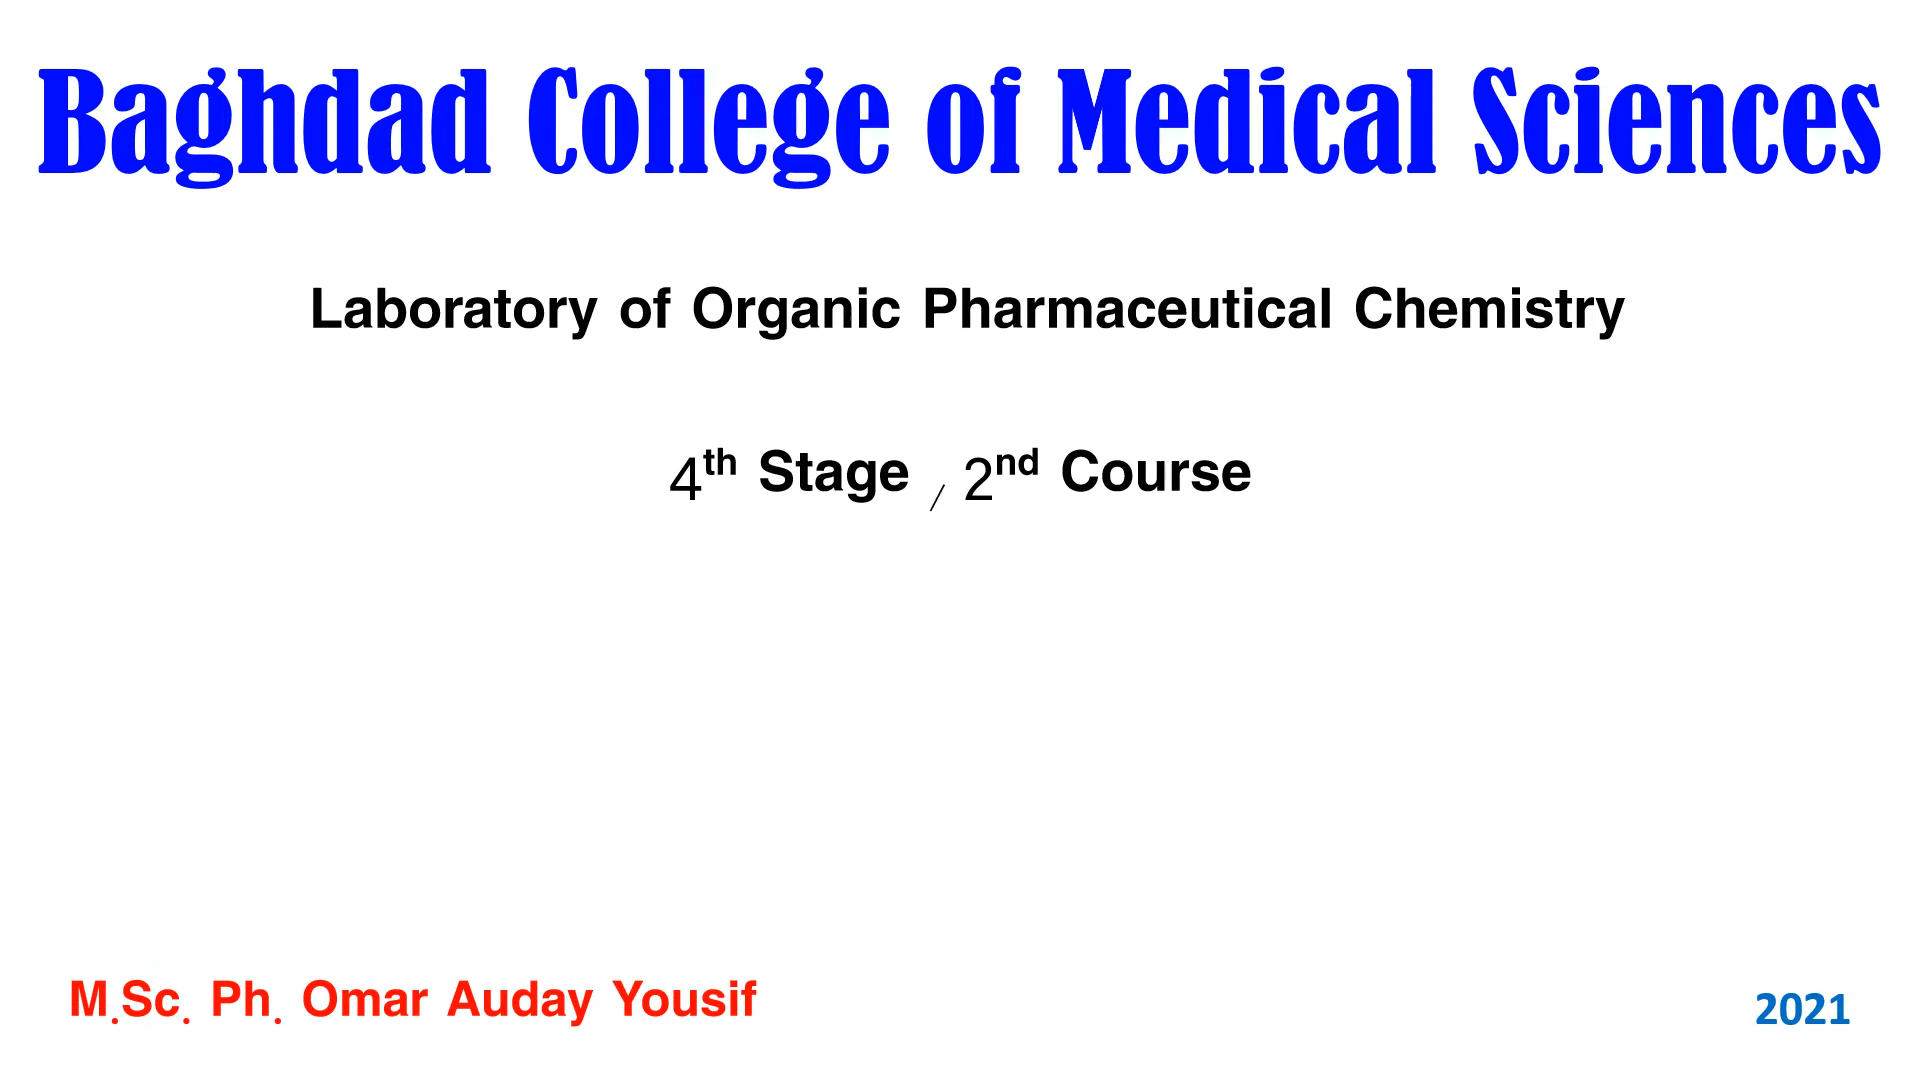 Baghdad College of Medical Sciences
Laboratory of Organic Pharmaceutical Chemistry
4th Stage / 2nd Course
M.Sc. Ph. Omar Auday Yousif
2021